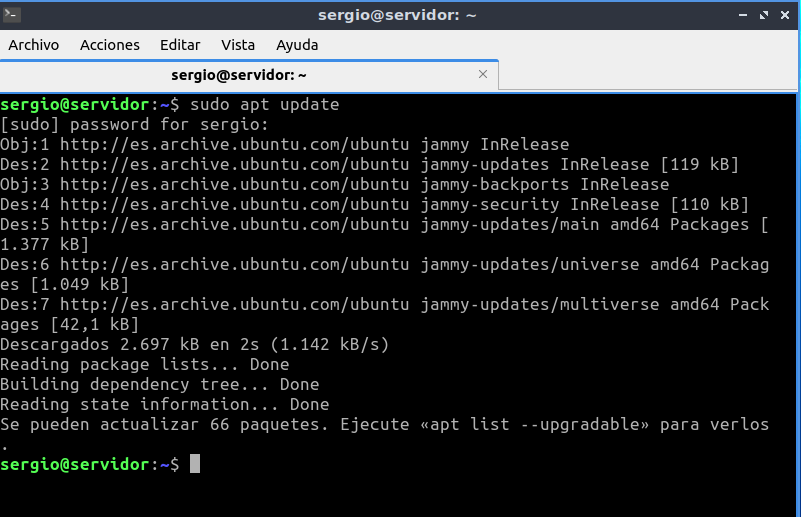 sergio@servidor: ~
Archivo Acciones Editar Vista Ayuda
sergio@servidor: ~
sergio@servidor:~$ sudo apt update
[sudo] password for sergio:
Obj:1 http://es.archive.ubuntu.com/ubuntu jammy InRelease
Des:2 http://es.archive.ubuntu.com/ubuntu jammy-updates InRelease [119 kB]
Obj:3 http://es.archive.ubuntu.com/ubuntu jammy-backports InRelease
Des:4 http://es.archive.ubuntu.com/ubuntu jammy-security InRelease [110 kB]
Des:5 http://es.archive.ubuntu.com/ubuntu jammy-updates/main amd64 Packages [
1.377 kB]
Des:6 http://es.archive.ubuntu.com/ubuntu jammy-updates/universe amd64 Packag
es [1.049 kB]
Des:7 http://es.archive.ubuntu.com/ubuntu jammy-updates/multiverse amd64 Pack
ages [42,1 kB]
Descargados 2.697 kB en 2s (1.142 kB/s)
Reading package lists... Done
Building dependency tree... Done
Reading state information... Done
Se pueden actualizar 66 paquetes. Ejecute «apt list --upgradable» para verlos
.
sergio@servidor:~$